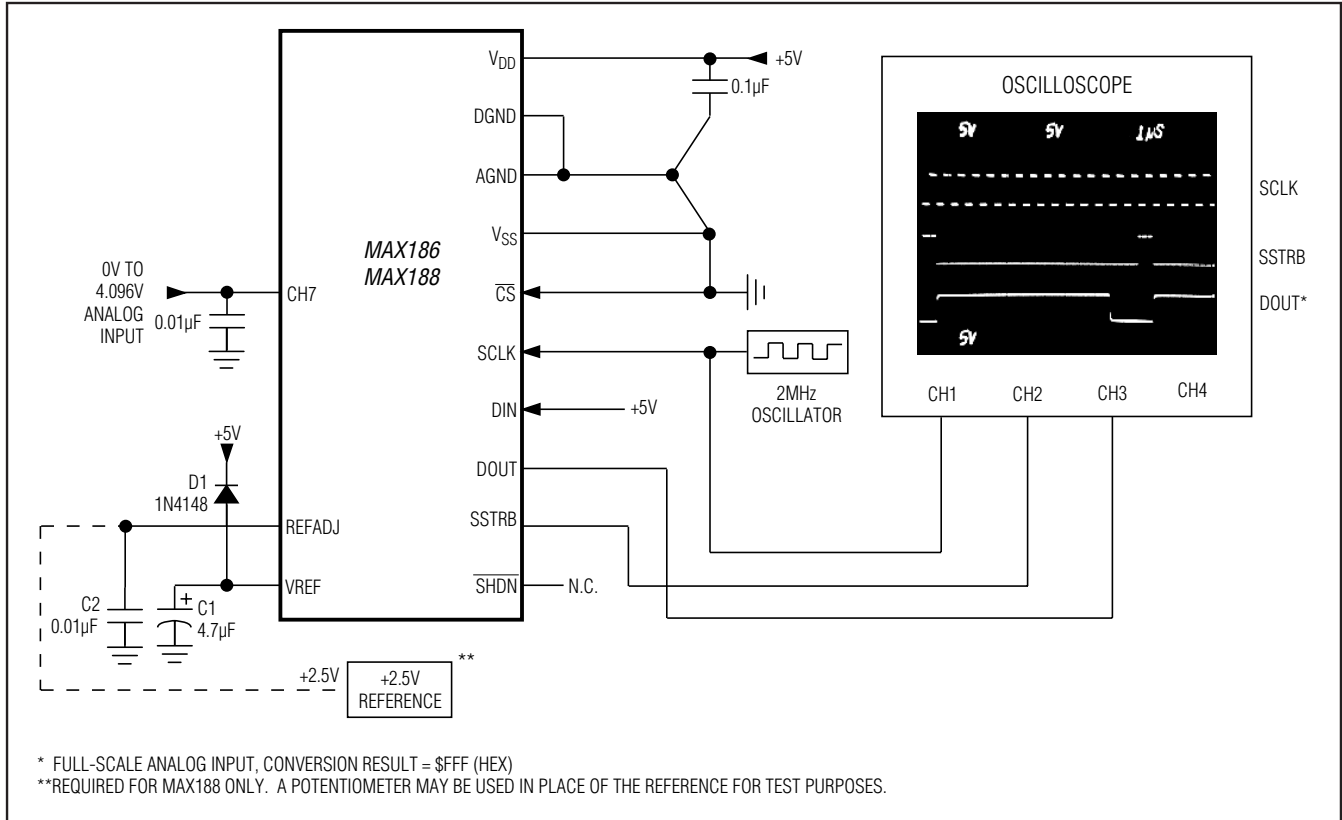 V_DD
+5V
0.1µF
DGND
AGND
V_SS
MAX186
MAX188
0V TO
4.096V
ANALOG
INPUT
CH7
0.01µF
CS
SCLK
2MHz
OSCILLATOR
DIN
+5V
DOUT
+5V
D1
1N4148
SSTRB
REFADJ
VREF
SHDN
N.C.
C2
0.01µF
+
C1
4.7µF
+2.5V
+2.5V
REFERENCE
**
OSCILLOSCOPE
5V 5V 1µS
SCLK
SSTRB
DOUT*
5V
CH1 CH2 CH3 CH4
* FULL-SCALE ANALOG INPUT, CONVERSION RESULT = $FFF (HEX)
**REQUIRED FOR MAX188 ONLY. A POTENTIOMETER MAY BE USED IN PLACE OF THE REFERENCE FOR TEST PURPOSES.